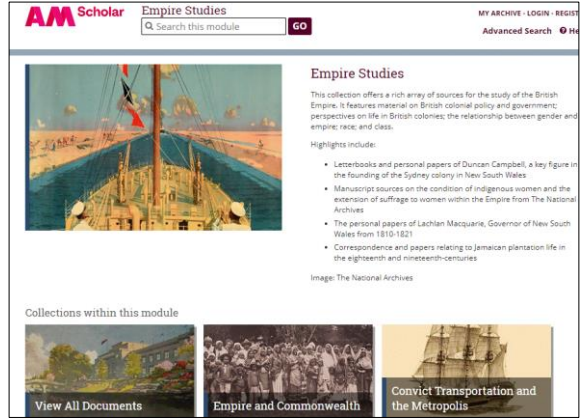 AM Scholar
Empire Studies
Search this module
GO
MY ARCHIVE - LOGIN - REGIST
Advanced Search
He
Empire Studies
This collection offers a rich array of sources for the study of the British
Empire. It features material on British colonial policy and government;
perspectives on life in British colonies; the relationship between gender and
empire; race; and class.
Highlights include:
• Letterbooks and personal papers of Duncan Campbell, a key figure in
the founding of the Sydney colony in New South Wales
• Manuscript sources on the condition of indigenous women and the
extension of suffrage to women within the Empire from The National
Archives
• The personal papers of Lachlan Macquarie, Governor of New South
Wales from 1810-1821
• Correspondence and papers relating to Jamaican plantation life in
the eighteenth and nineteenth-centuries
Image: The National Archives
Collections within this module
View All Documents
Empire and Commonwealth
Convict Transportation and
the Metropolis